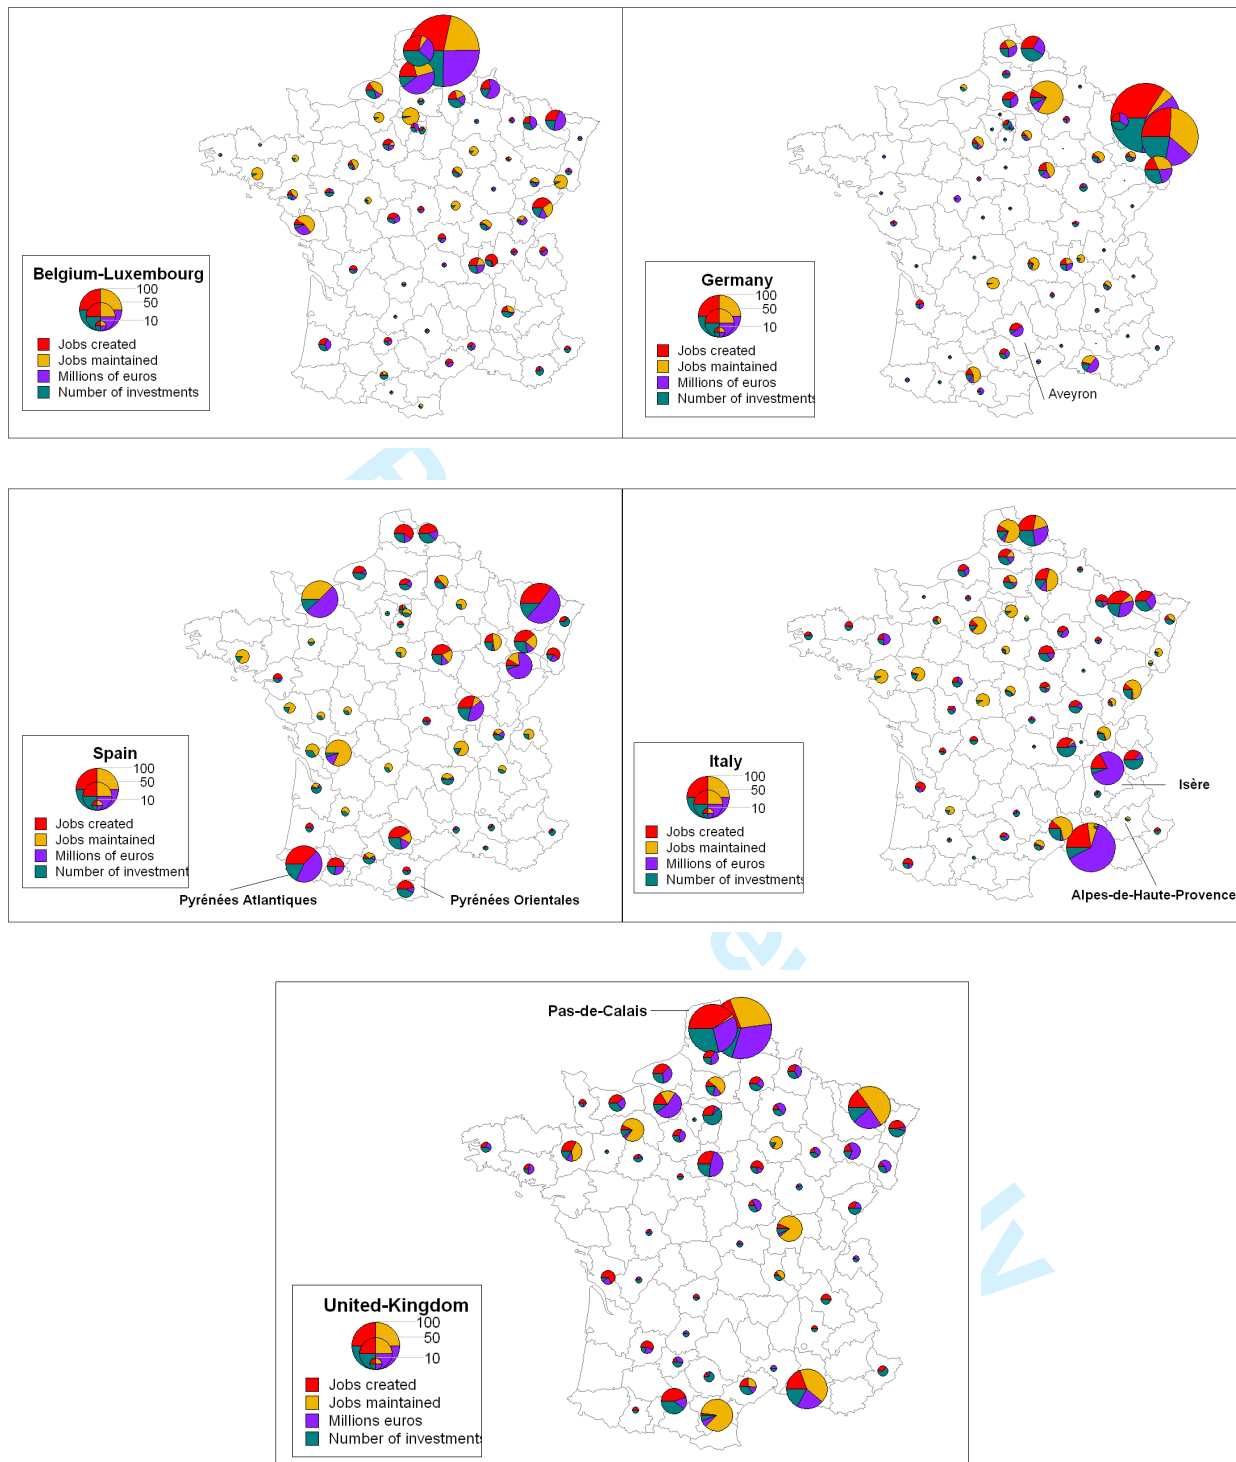 Belgium-Luxembourg
100
50
10
Jobs created
Jobs maintained
Millions of euros
Number of investments
Germany
100
50
10
Jobs created
Jobs maintained
Millions of euros
Number of investments
Aveyron
Spain
100
50
10
Jobs created
Jobs maintained
Millions of euros
Number of investment
Pyrénées Atlantiques
Pyrénées Orientales
Italy
100
50
10
Jobs created
Jobs maintained
Millions of euros
Number of investments
Isère
Alpes-de-Haute-Provence
Pas-de-Calais
United-Kingdom
100
50
10
Jobs created
Jobs maintained
Millions euros
Number of investments